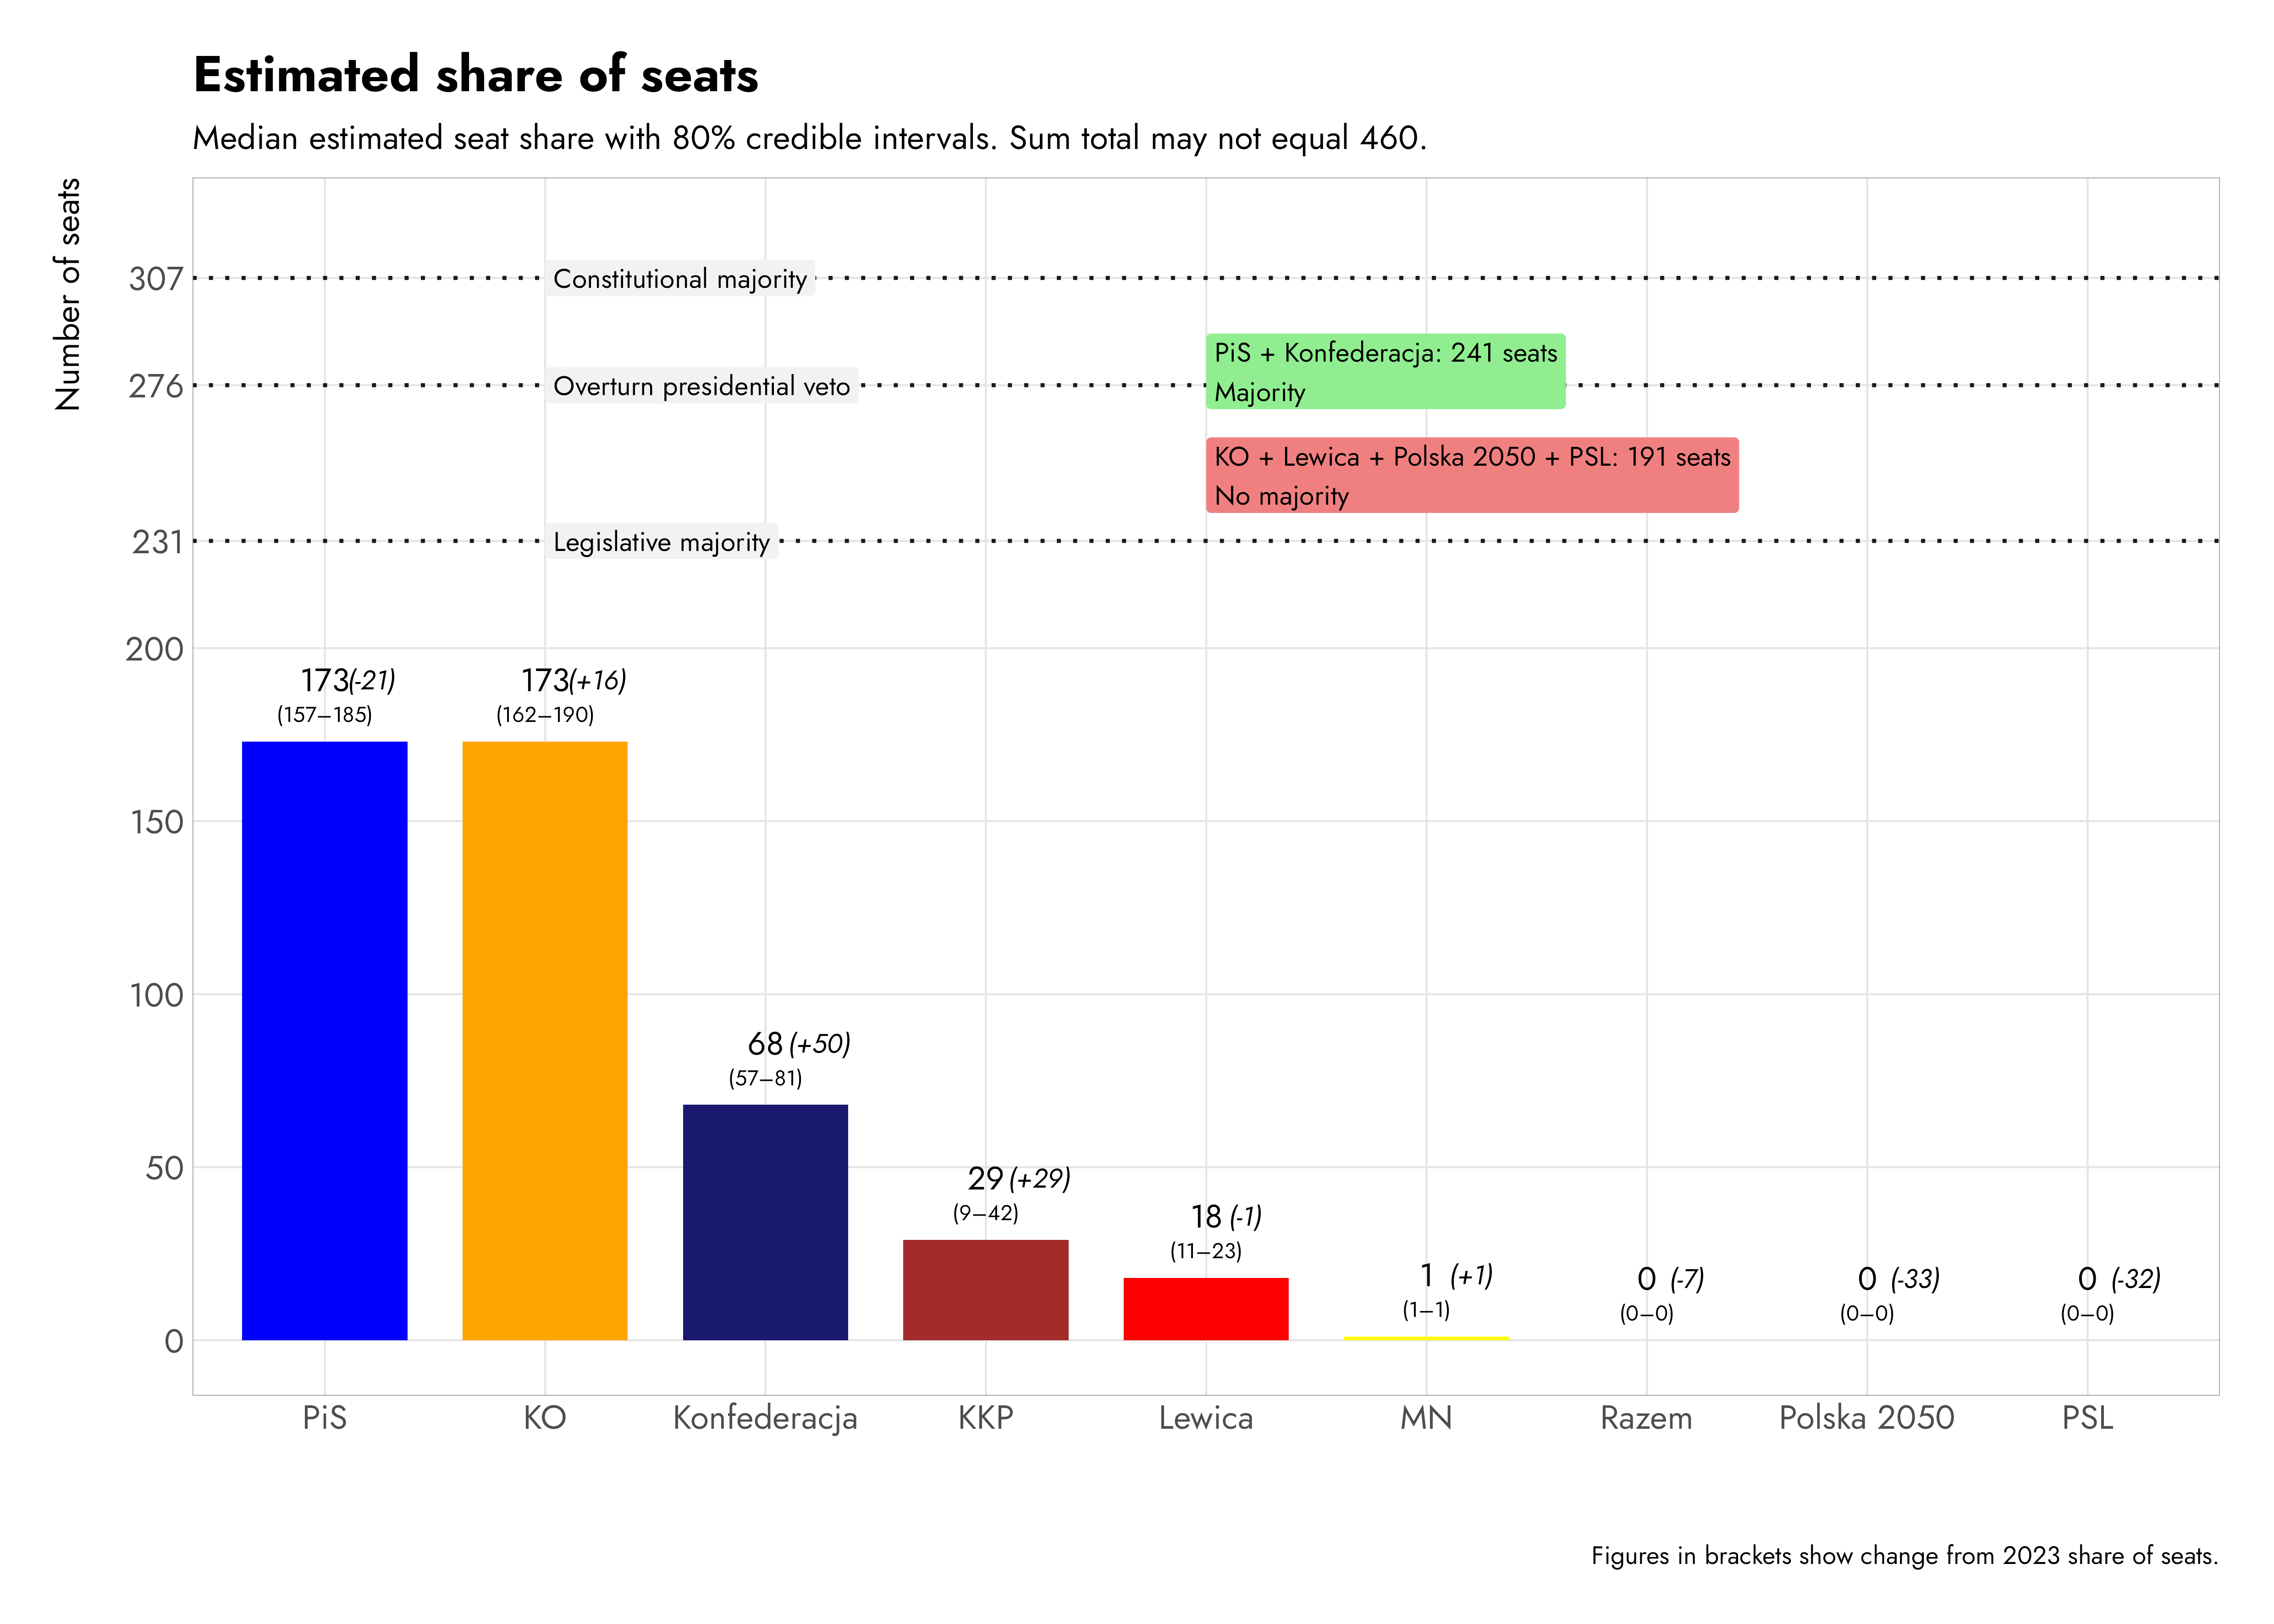 Estimated share of seats
Median estimated seat share with 80% credible intervals. Sum total may not equal 460.
Number of seats
307
Constitutional majority
PiS + Konfederacja: 241 seats
Majority
276
Overturn presidential veto
KO + Lewica + Polska 2050 + PSL: 191 seats
No majority
231
Legislative majority
200
173(-21)
(157–185)
173(+16)
(162–190)
150
100
68 (+50)
(57–81)
50
29 (+29)
(9–42)
18 (-1)
(11–23)
1 (+1)
(1–1)
0 (-7)
(0–0)
0 (-33)
(0–0)
0 (-32)
(0–0)
0
PiS KO Konfederacja KKP Lewica MN Razem Polska 2050 PSL
Figures in brackets show change from 2023 share of seats.